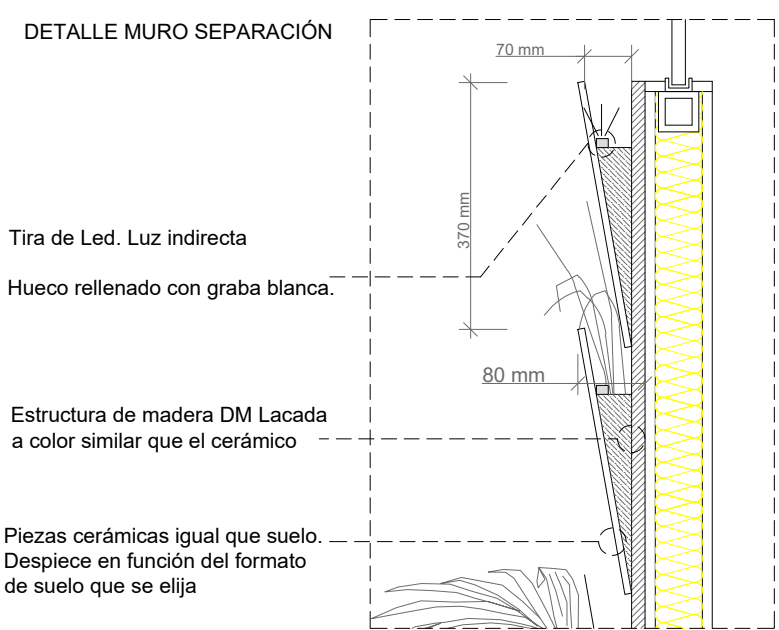 DETALLE MURO SEPARACIÓN
70 mm
370 mm
Tira de Led. Luz indirecta
Hueco rellenado con graba blanca.
80 mm
Estructura de madera DM Lacada
a color similar que el cerámico
Piezas cerámicas igual que suelo.
Despiece en función del formato
de suelo que se elija